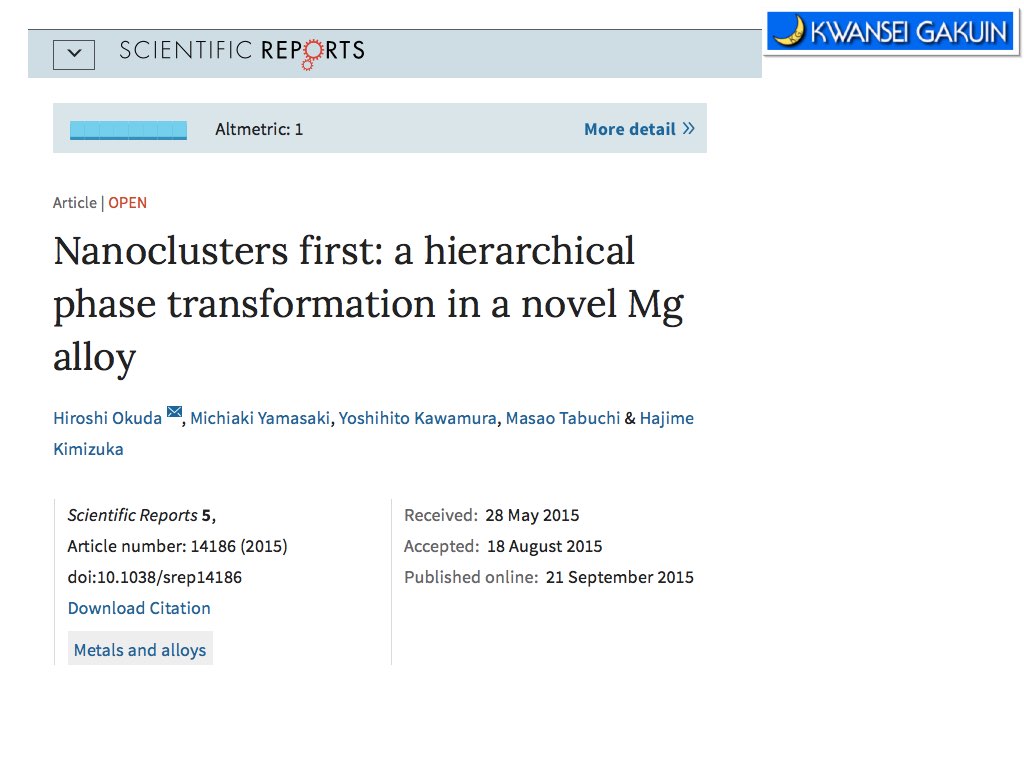 KWANSEI GAKUIN
SCIENTIFIC REPORTS
Altmetric: 1 More detail »
Article | OPEN
Nanoclusters first: a hierarchical
phase transformation in a novel Mg
alloy
Hiroshi Okuda, Michiaki Yamasaki, Yoshihito Kawamura, Masao Tabuchi & Hajime
Kimizuka
Scientific Reports 5,
Article number: 14186 (2015)
doi:10.1038/srep14186
Download Citation
Metals and alloys
Received: 28 May 2015
Accepted: 18 August 2015
Published online: 21 September 2015